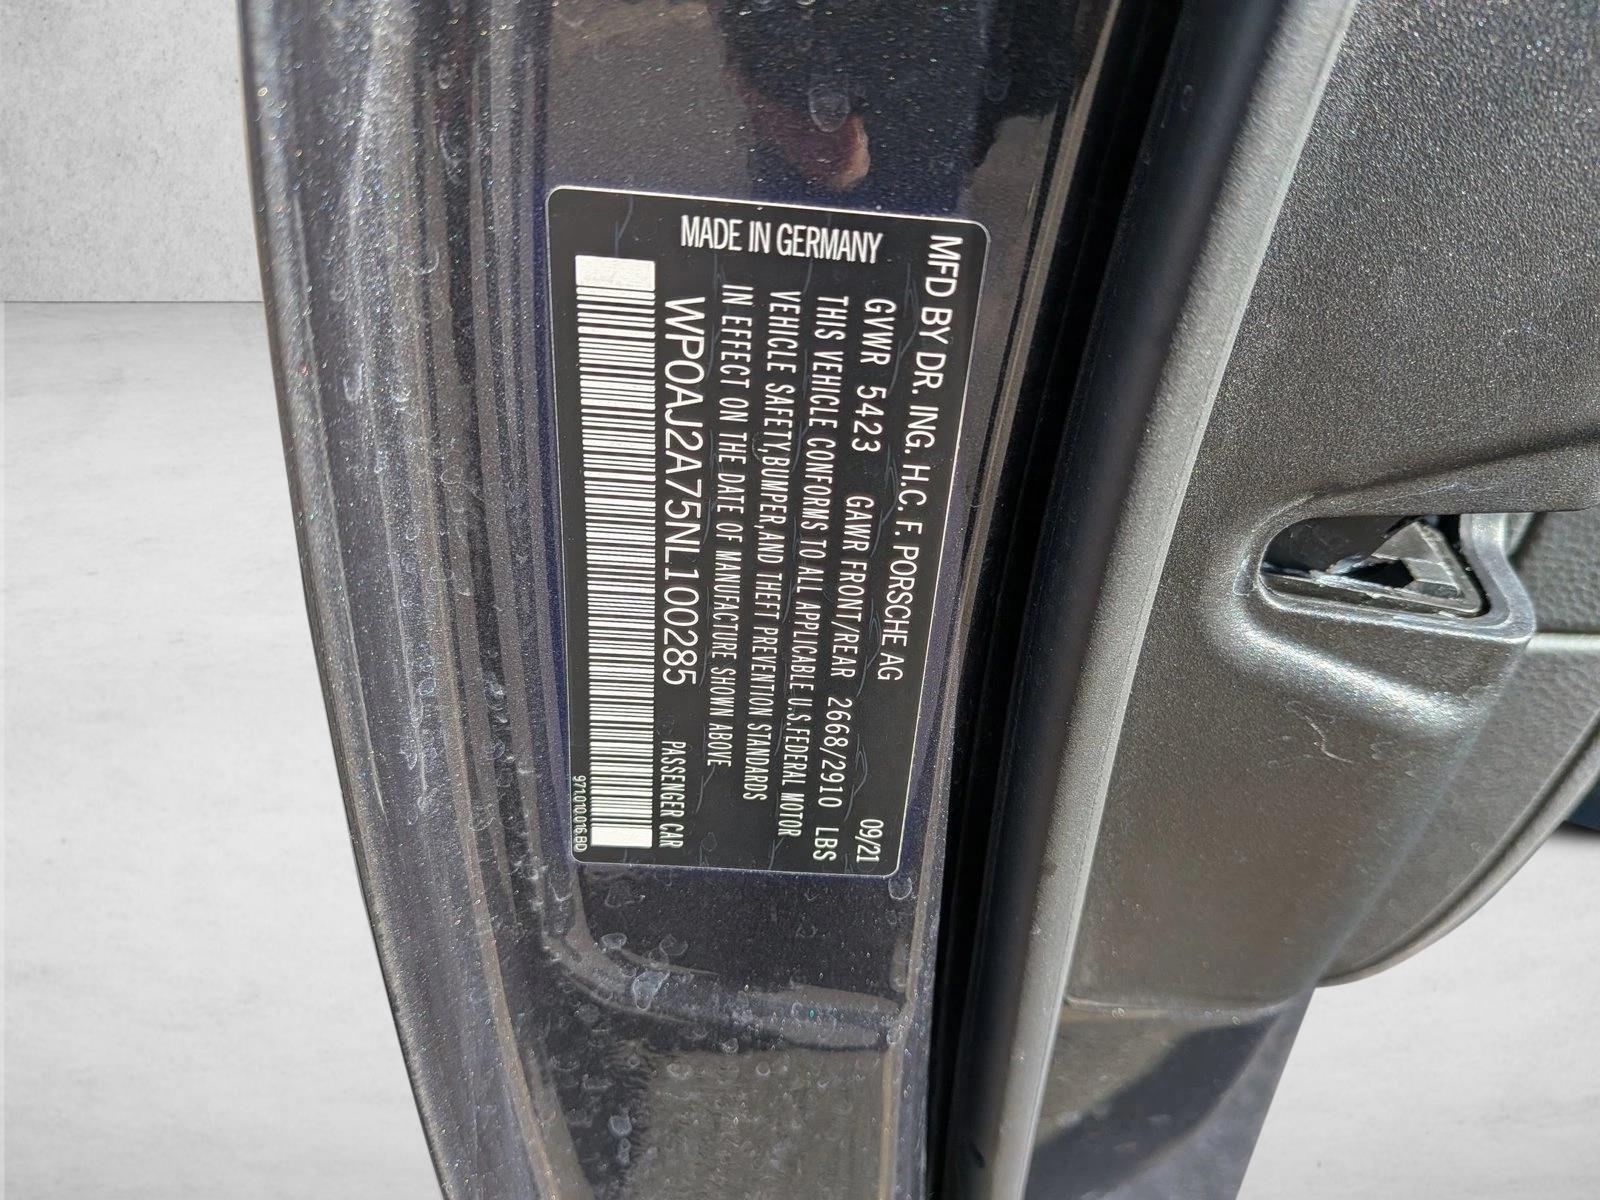 MFD BY DR. ING. H.C. F. PORSCHE AG 09/21
GVWR 5423 GAWR FRONT/REAR 2668/2910 LBS
THIS VEHICLE CONFORMS TO ALL APPLICABLE U.S.FEDERAL MOTOR
VEHICLE SAFETY,BUMPER,AND THEFT PREVENTION STANDARDS
IN EFFECT ON THE DATE OF MANUFACTURE SHOWN ABOVE
MADE IN GERMANY
WP0AJ2A75NL100285 PASSENGER CAR
971.010.016.BD